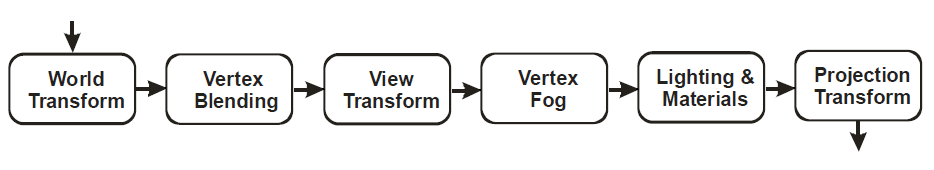 World
Transform
Vertex
Blending
View
Transform
Vertex
Fog
Lighting &
Materials
Projection
Transform